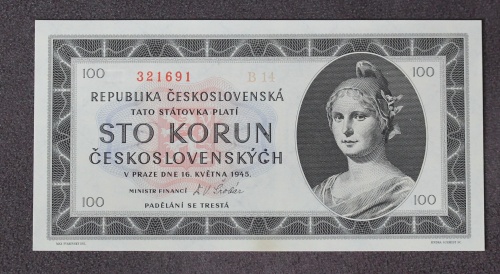 100
321691 B 14
100
REPUBLIKA ČESKOSLOVENSKÁ
TATO STÁTOVKA PLATÍ
STO KORUN
ČESKOSLOVENSKÝCH
V PRAZE DNE 16. KVĚTNA 1945.
MINISTR FINANCÍ
PADĚLÁNÍ SE TRESTÁ
100
100